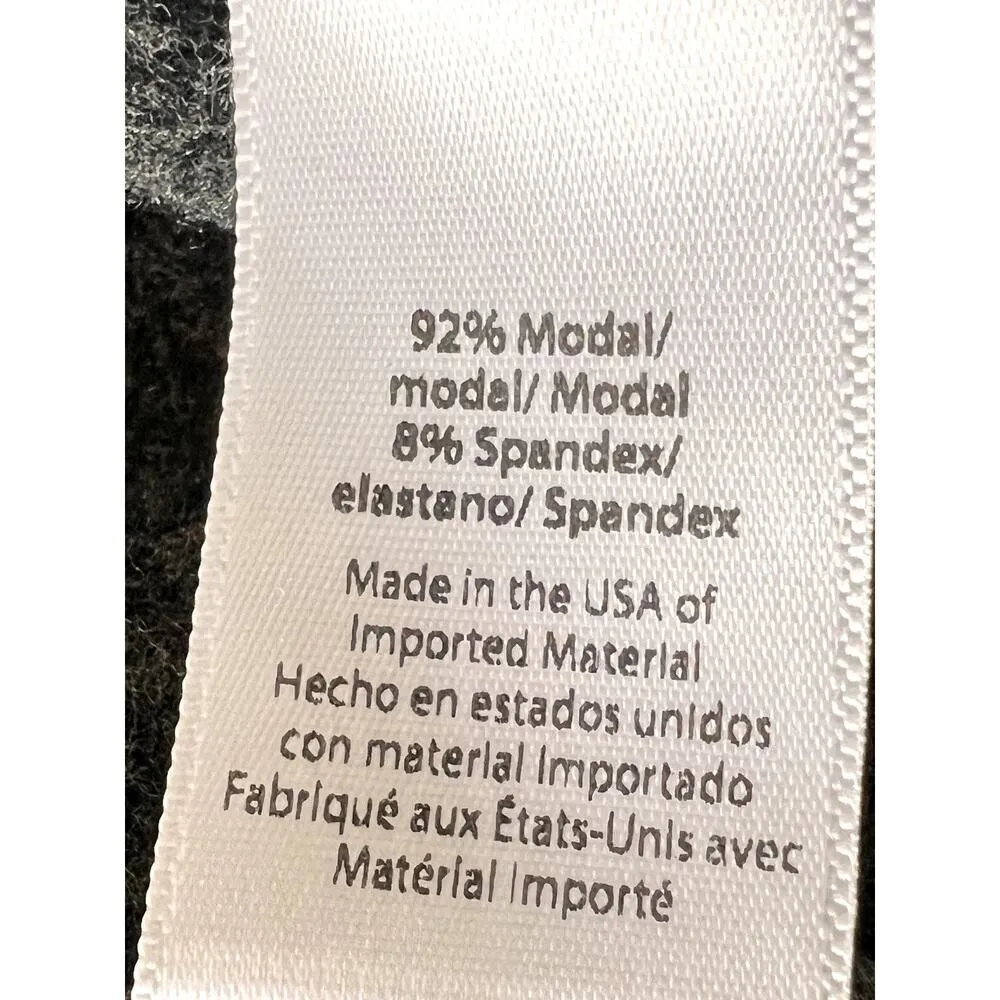 92% Modal/
modal/ Modal
8% Spandex/
elastano/ Spandex
Made in the USA of
Imported Material
Hecho en estados unidos
con material importado
Fabriqué aux États-Unis avec
Matérial Importé